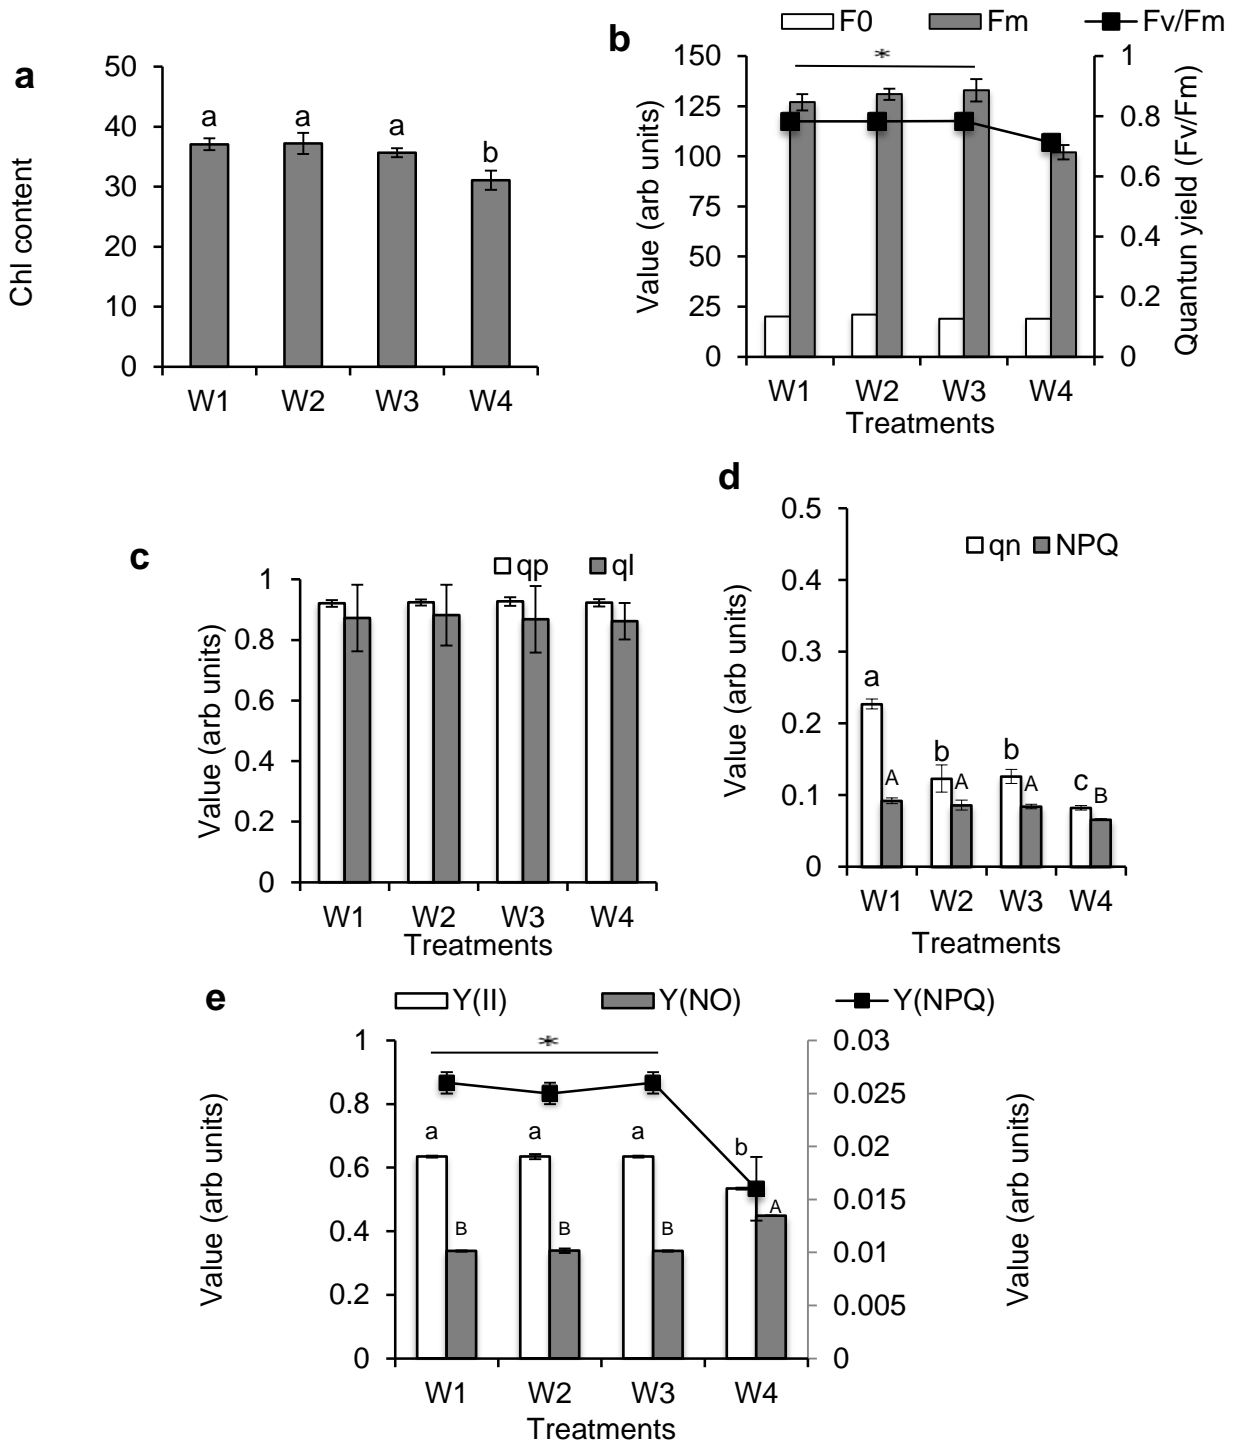 a
50
40
30
20
10
0
Chl content
a
a
a
b
W1 W2 W3 W4
b
F0 Fm Fv/Fm
150
125
100
75
50
25
0
Value (arb units)
*
1
0.8
0.6
0.4
0.2
0
Quantun yield (Fv/Fm)
W1 W2 W3 W4
Treatments
c
qp ql
1
0.8
0.6
0.4
0.2
0
Value (arb units)
W1 W2 W3 W4
Treatments
d
qn NPQ
0.5
0.4
0.3
0.2
0.1
0
Value (arb units)
a
A
b
A
b
A
c
B
W1 W2 W3 W4
Treatments
e
Y(II) Y(NO) Y(NPQ)
1
0.8
0.6
0.4
0.2
0
Value (arb units)
*
a
B
a
B
a
B
b
A
0.03
0.025
0.02
0.015
0.01
0.005
0
Value (arb units)
W1 W2 W3 W4
Treatments